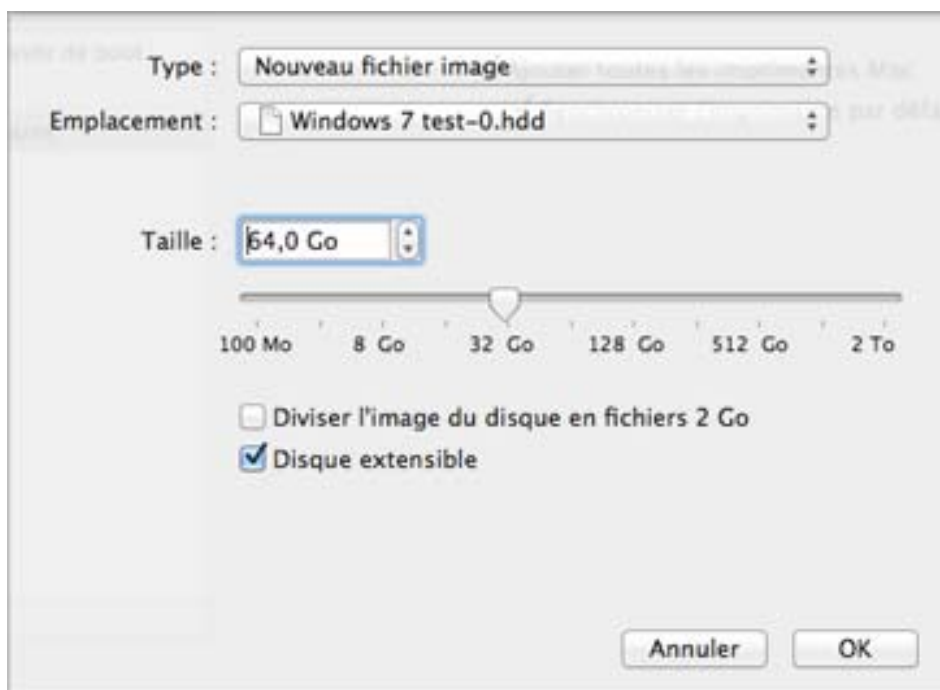 Type : Nouveau fichier image
Emplacement : Windows 7 test-0.hdd
Taille : 64,0 Go
100 Mo 8 Go 32 Go 128 Go 512 Go 2 To
Diviser l'image du disque en fichiers 2 Go
Disque extensible
Annuler OK